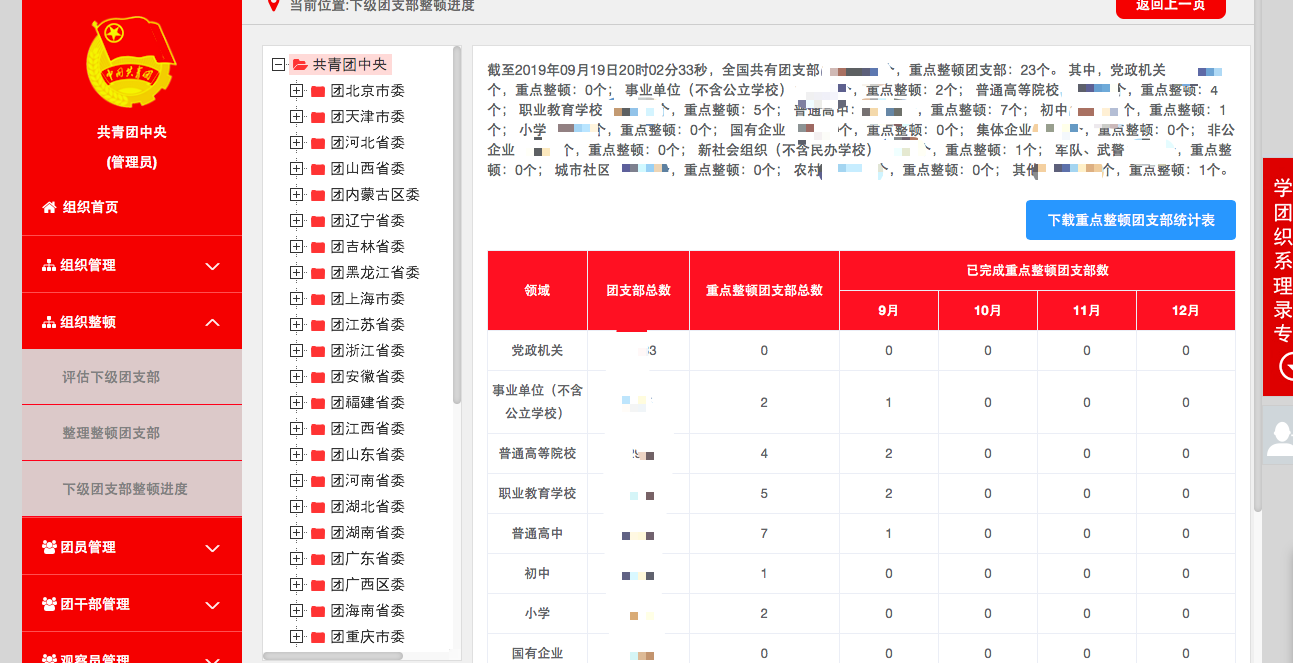 当前位置:下级团支部整顿进度
返回上一页
中国共青团
共青团中央
(管理员)
组织首页
组织管理
组织整顿
评估下级团支部
整理整顿团支部
下级团支部整顿进度
团员管理
团干部管理
观察员管理
共青团中央
团北京市委
团天津市委
团河北省委
团山西省委
团内蒙古区委
团辽宁省委
团吉林省委
团黑龙江省委
团上海市委
团江苏省委
团浙江省委
团安徽省委
团福建省委
团江西省委
团山东省委
团河南省委
团湖北省委
团湖南省委
团广东省委
团广西区委
团海南省委
团重庆市委
截至2019年09月19日20时02分33秒，全国共有团支部 个，重点整顿团支部：23个。 其中，党政机关
个，重点整顿：0个； 事业单位（不含公立学校） 个，重点整顿：2个； 普通高等院校 个，重点整顿：4
个； 职业教育学校 个，重点整顿：5个； 普通高中: 个，重点整顿：7个； 初中: 个，重点整顿：1
个； 小学 个，重点整顿：0个； 国有企业 个，重点整顿：0个； 集体企业 个，重点整顿：0个； 非公
企业 个，重点整顿：0个； 新社会组织（不含民办学校） 个，重点整顿：1个； 军队、武警 ，重点整
顿：0个； 城市社区 ，重点整顿：0个； 农村 个，重点整顿：0个； 其他 个，重点整顿：1个。
下载重点整顿团支部统计表
领域 团支部总数 重点整顿团支部总数 已完成重点整顿团支部数
9月 10月 11月 12月
党政机关 3 0 0 0 0 0
事业单位（不含
公立学校） 2 1 0 0 0
普通高等院校 4 2 0 0 0
职业教育学校 5 2 0 0 0
普通高中 7 1 0 0 0
初中 1 0 0 0 0
小学 2 0 0 0 0
国有企业 0 0 0 0 0
学
团
织
系
理
录
专